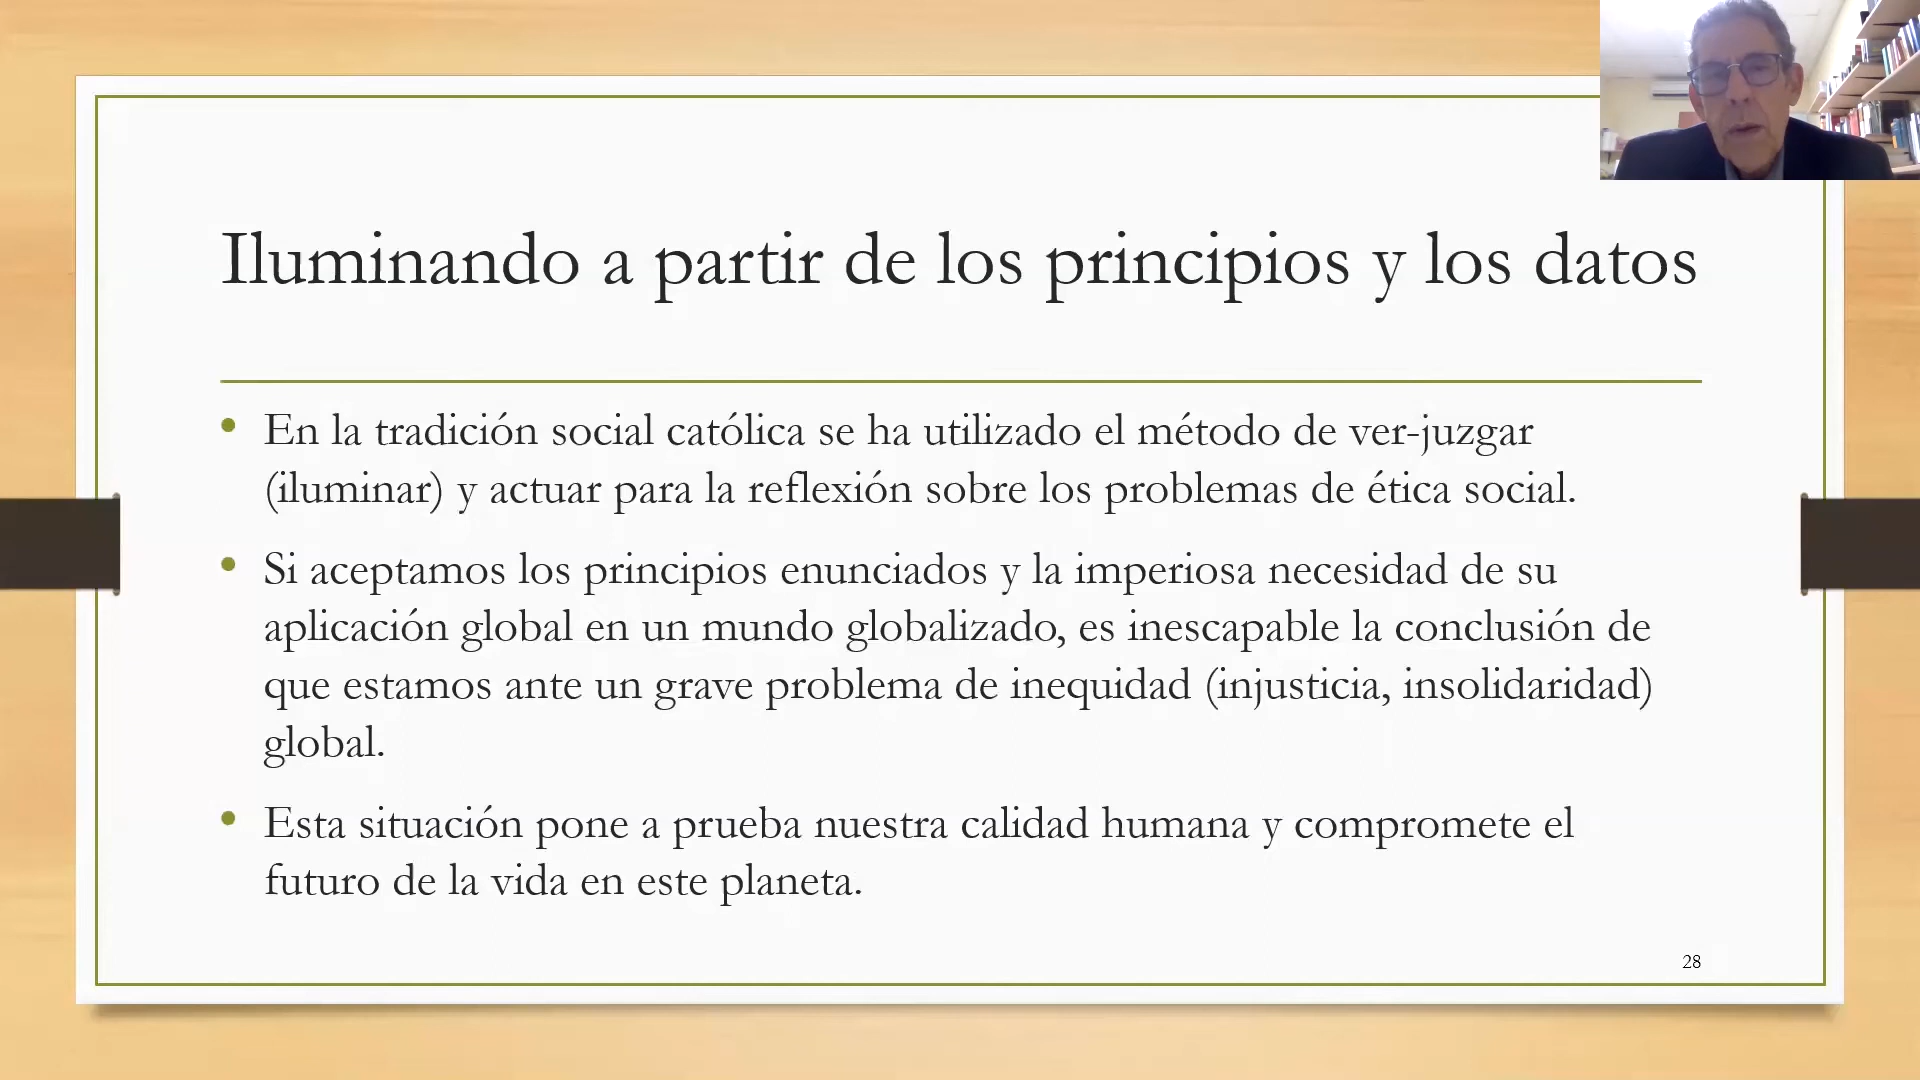 Iluminando a partir de los principios y los datos
• En la tradición social católica se ha utilizado el método de ver-juzgar
(iluminar) y actuar para la reflexión sobre los problemas de ética social.
• Si aceptamos los principios enunciados y la imperiosa necesidad de su
aplicación global en un mundo globalizado, es inescapable la conclusión de
que estamos ante un grave problema de inequidad (injusticia, insolidaridad)
global.
• Esta situación pone a prueba nuestra calidad humana y compromete el
futuro de la vida en este planeta.
28